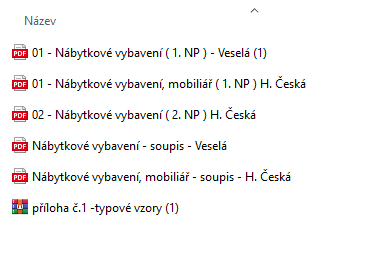 Název
01 - Nábytkové vybavení ( 1. NP ) - Veselá (1)
01 - Nábytkové vybavení, mobiliář ( 1. NP ) H. Česká
02 - Nábytkové vybavení ( 2. NP ) H. Česká
Nábytkové vybavení - soupis - Veselá
Nábytkové vybavení, mobiliář - soupis - H. Česká
příloha č.1 -typové vzory (1)